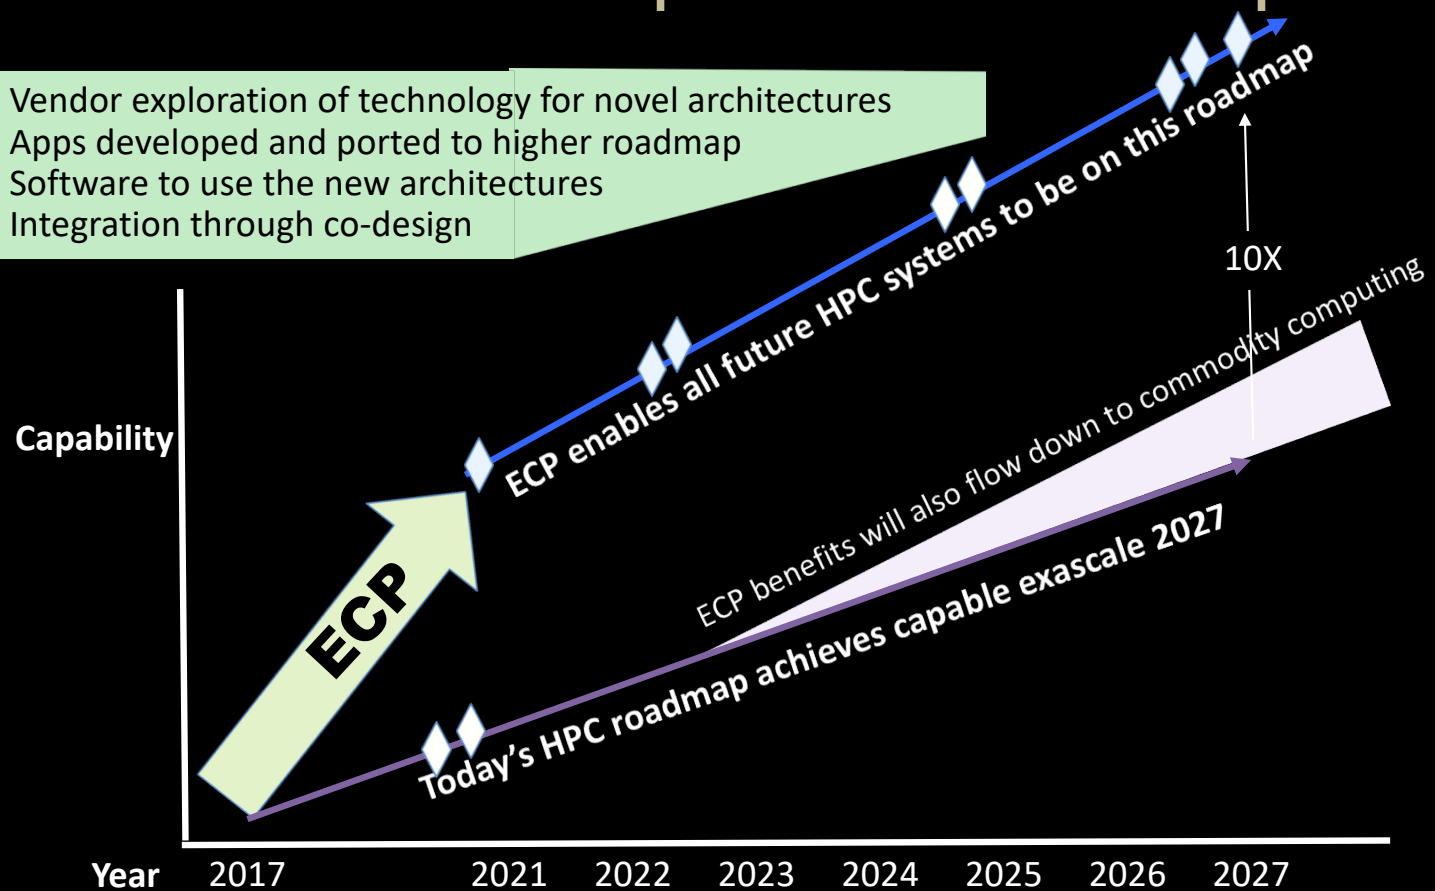 Vendor exploration of technology for novel architectures
Apps developed and ported to higher roadmap
Software to use the new architectures
Integration through co-design
ECP enables all future HPC systems to be on this roadmap
10X
Capability
ECP
ECP benefits will also flow down to commodity computing
Today's HPC roadmap achieves capable exascale 2027
Year 2017 2021 2022 2023 2024 2025 2026 2027